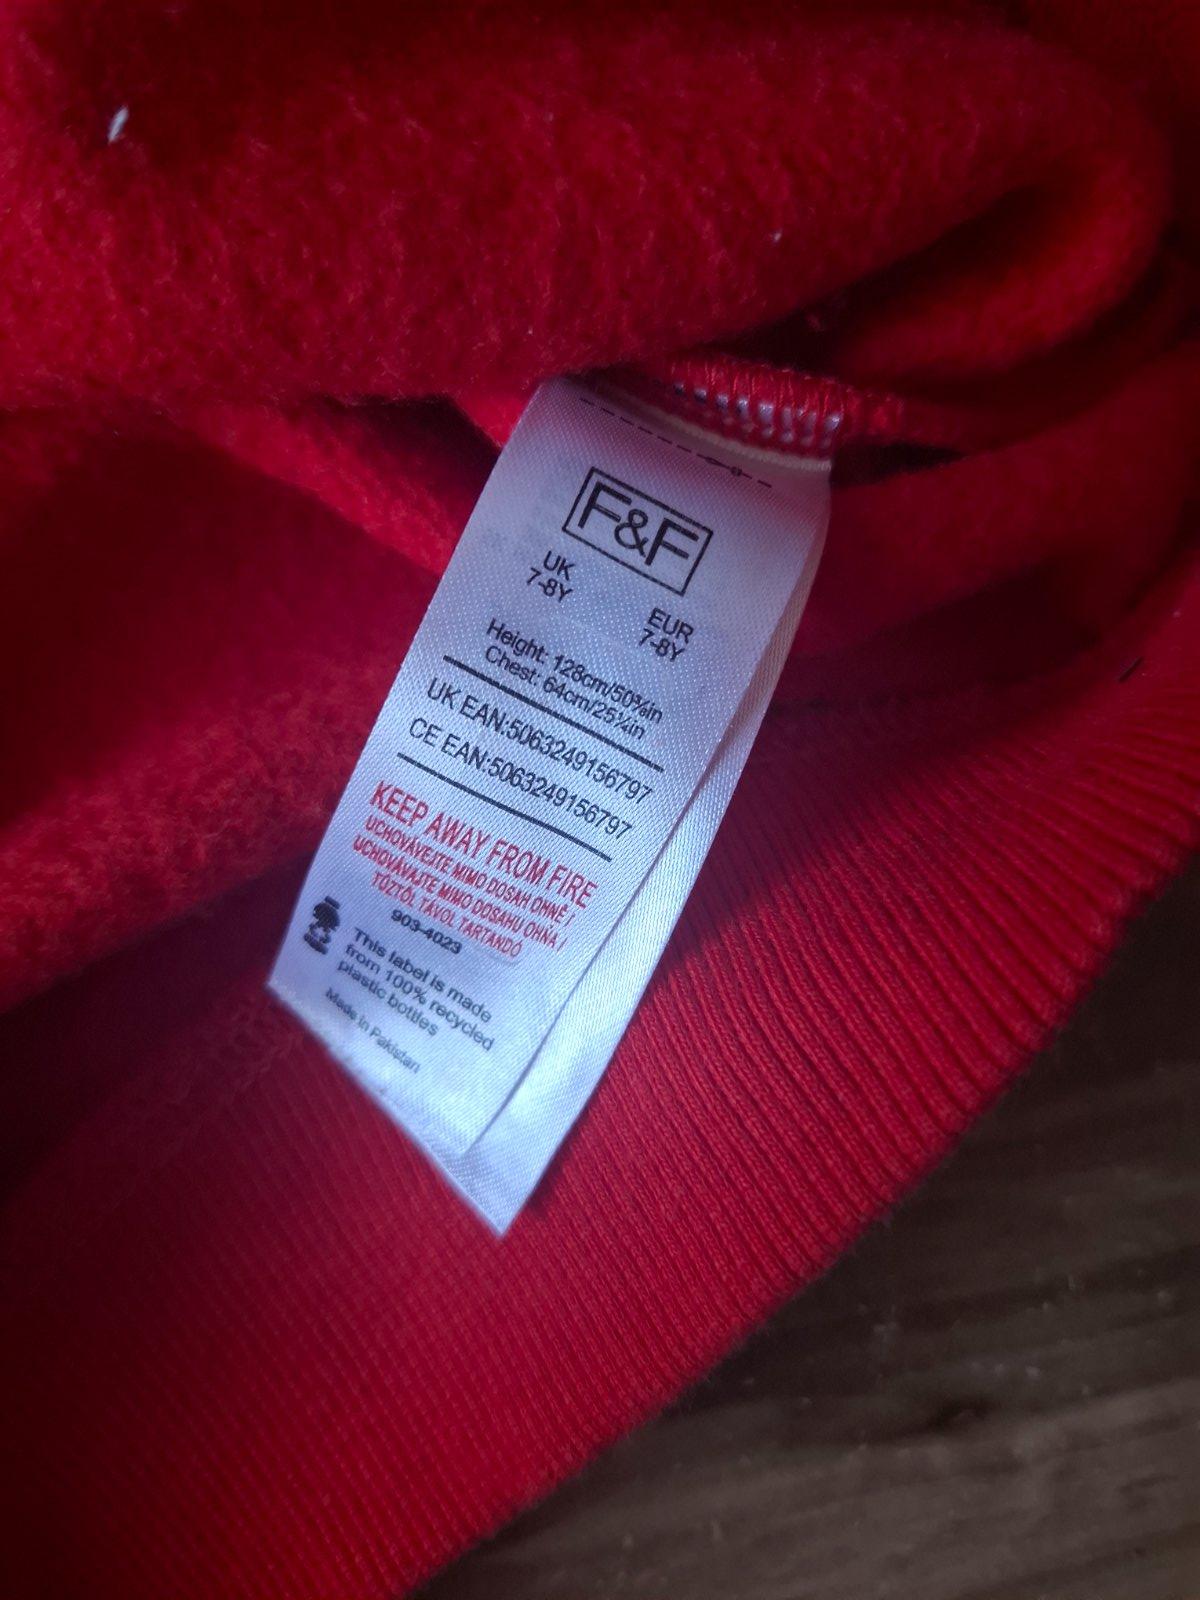 F&F
UK
7-8Y
EUR
7-8Y
Height: 128cm/50⅜in
Chest: 64cm/25¼in
UK EAN:5063249156797
CE EAN:5063249156797
KEEP AWAY FROM FIRE
UCHOVÁVEJTE MIMO DOSAH OHNĚ /
UCHOVÁVAJTE MIMO DOSAHU OHŇA /
TŰZTŐL TÁVOL TARTANDÓ
903-4023
This label is made
from 100% recycled
plastic bottles
Made in Pakistan